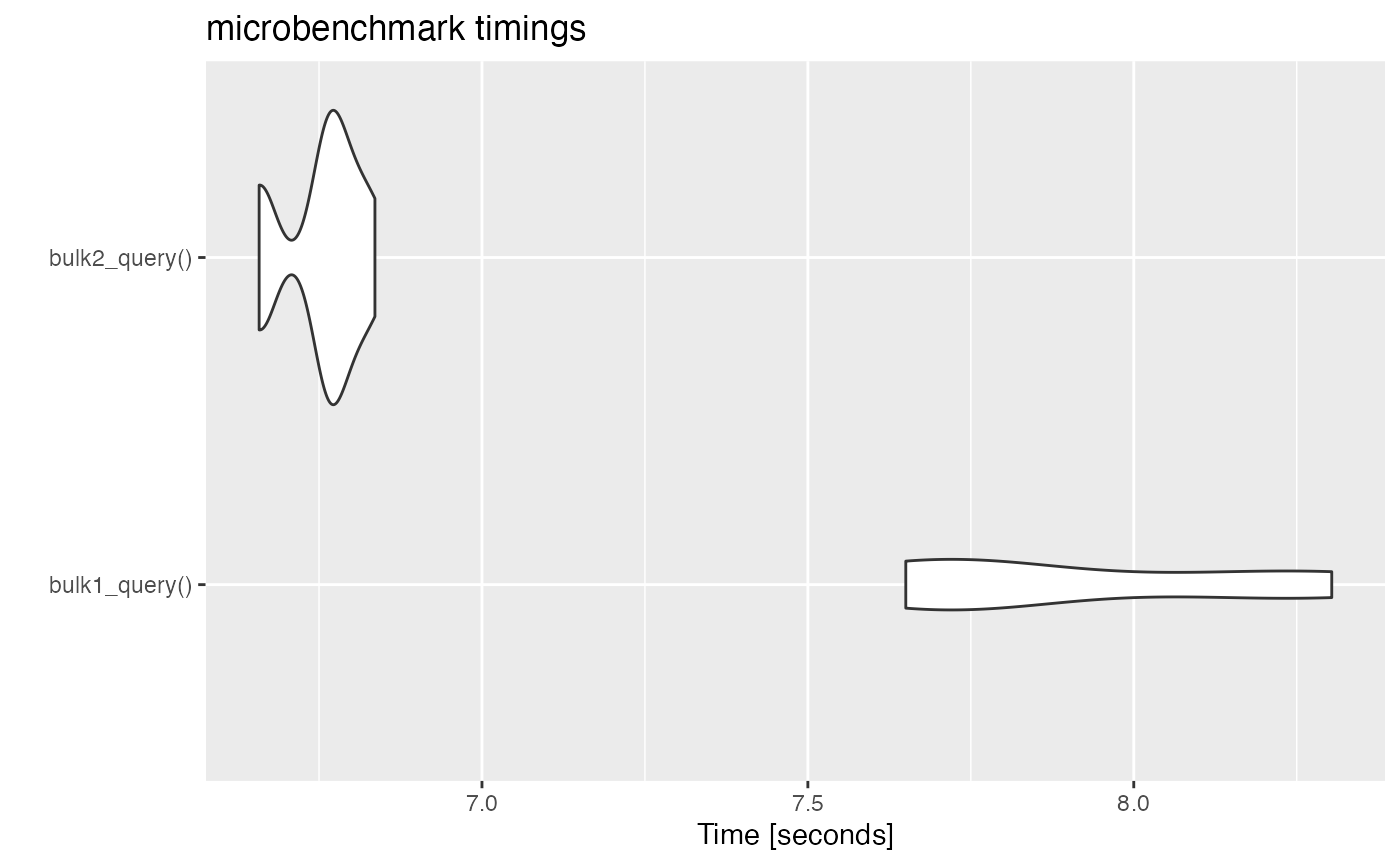 microbenchmark timings
bulk2_query()
bulk1_query()
7.0 7.5 8.0
Time [seconds]